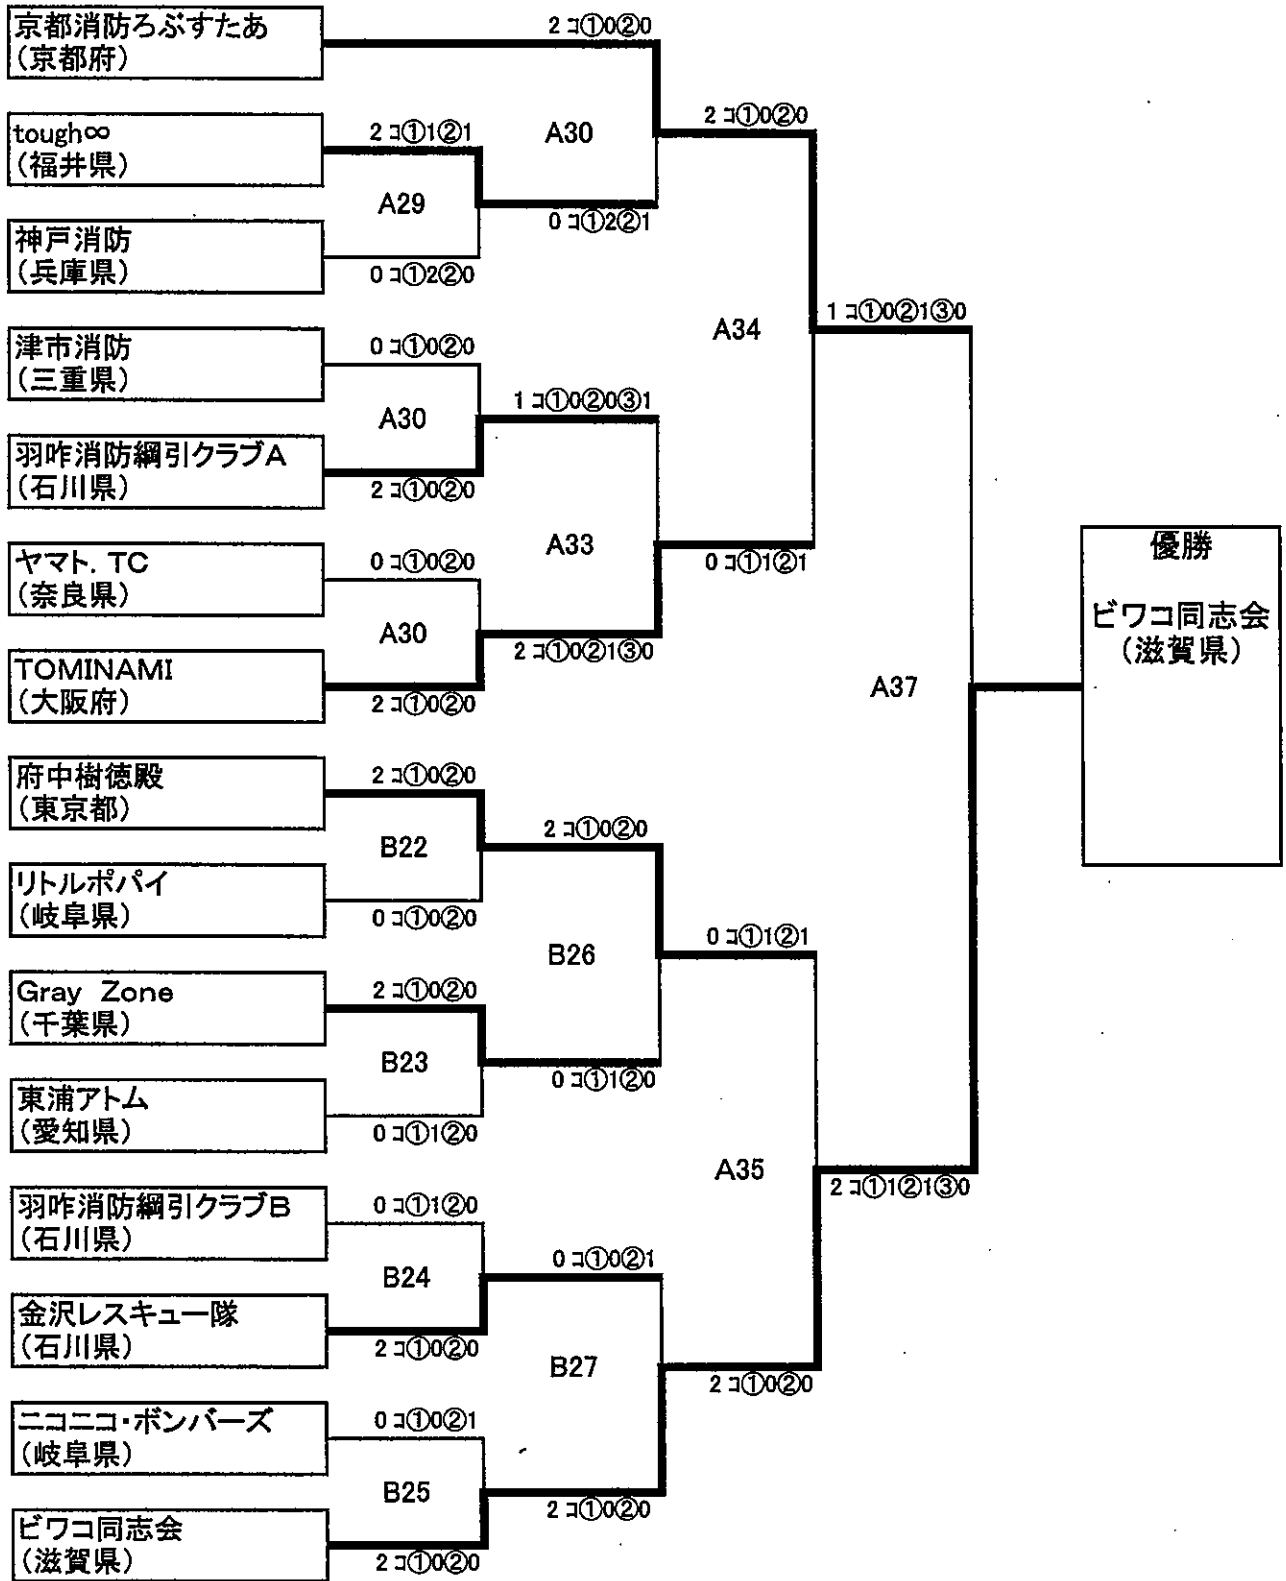 京都消防ろぶすたあ
(京都府)
2 コ①0②0
tough∞
(福井県)
2 コ①1②1
A30
2 コ①0②0
A29
0 コ①2②1
神戸消防
(兵庫県)
0 コ①2②0
A34
1 コ①0②1③0
津市消防
(三重県)
0 コ①0②0
A30
1 コ①0②0③1
羽咋消防綱引クラブA
(石川県)
2 コ①0②0
A33
0 コ①1②1
ヤマト. TC
(奈良県)
0 コ①0②0
A30
2 コ①0②1③0
TOMINAMI
(大阪府)
2 コ①0②0
A37
優勝
ビワコ同志会
(滋賀県)
府中樹徳殿
(東京都)
2 コ①0②0
B22
2 コ①0②0
リトルポパイ
(岐阜県)
0 コ①0②0
B26
0 コ①1②1
Gray Zone
(千葉県)
2 コ①0②0
B23
0 コ①1②0
東浦アトム
(愛知県)
0 コ①1②0
A35
2 コ①1②1③0
羽咋消防綱引クラブB
(石川県)
0 コ①1②0
B24
0 コ①0②1
金沢レスキュー隊
(石川県)
2 コ①0②0
B27
2 コ①0②0
ニコニコ・ボンバーズ
(岐阜県)
0 コ①0②1
B25
2 コ①0②0
ビワコ同志会
(滋賀県)
2 コ①0②0